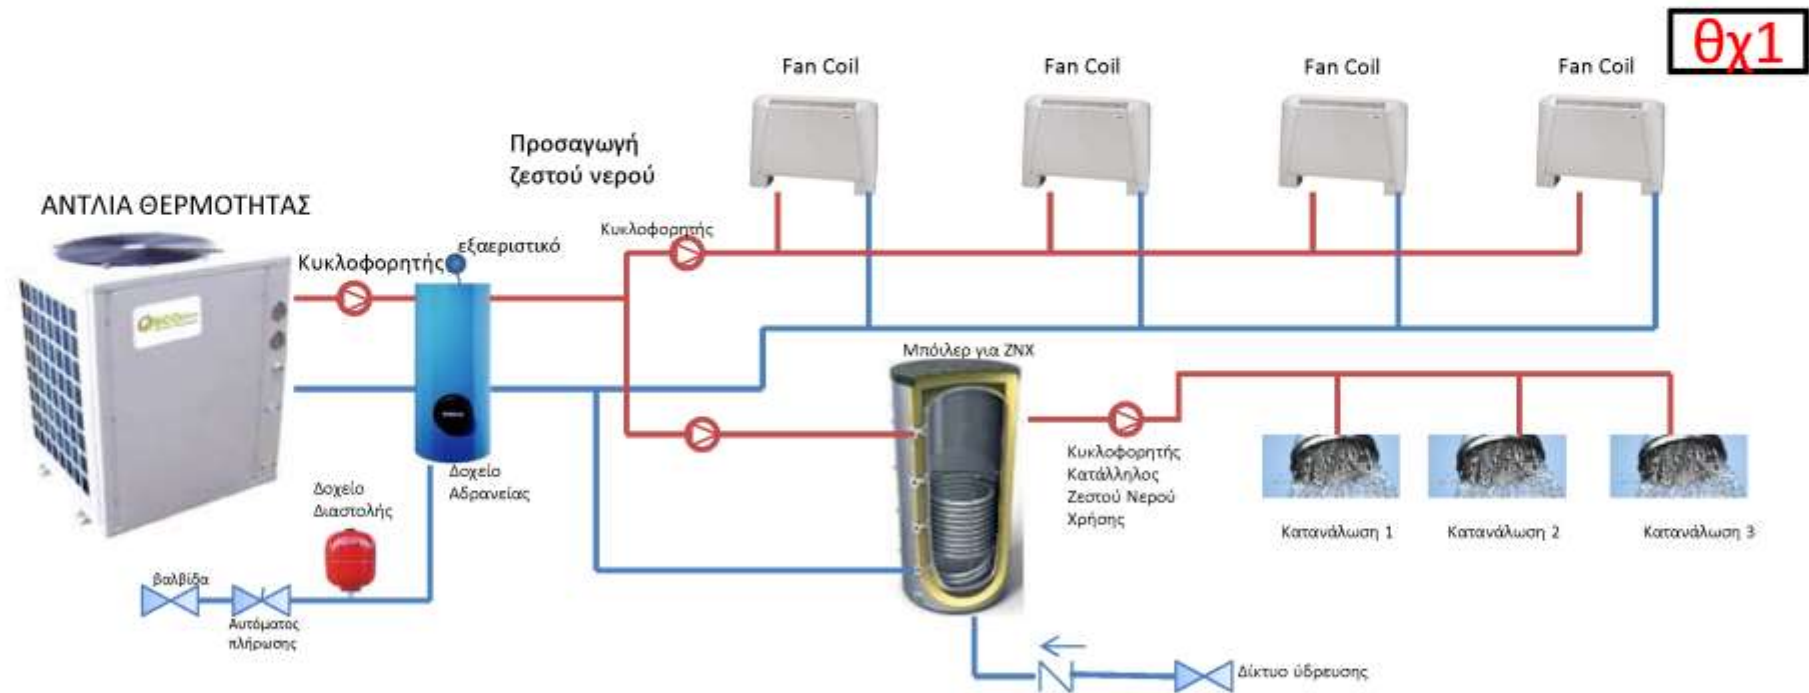 θχ1
Fan Coil
Fan Coil
Fan Coil
Fan Coil
Προσαγωγή
ζεστού νερού
ΑΝΤΛΙΑ ΘΕΡΜΟΤΗΤΑΣ
Κυκλοφορητής
εξαεριστικό
Κυκλοφορητής
Μπόιλερ για ΖΝΧ
Δοχείο
Αδρανείας
Δοχείο
Διαστολής
Κυκλοφορητής
Κατάλληλος
Ζεστού Νερού
Χρήσης
Κατανάλωση 1
Κατανάλωση 2
Κατανάλωση 3
βαλβίδα
Αυτόματος
πλήρωσης
Δίκτυο ύδρευσης